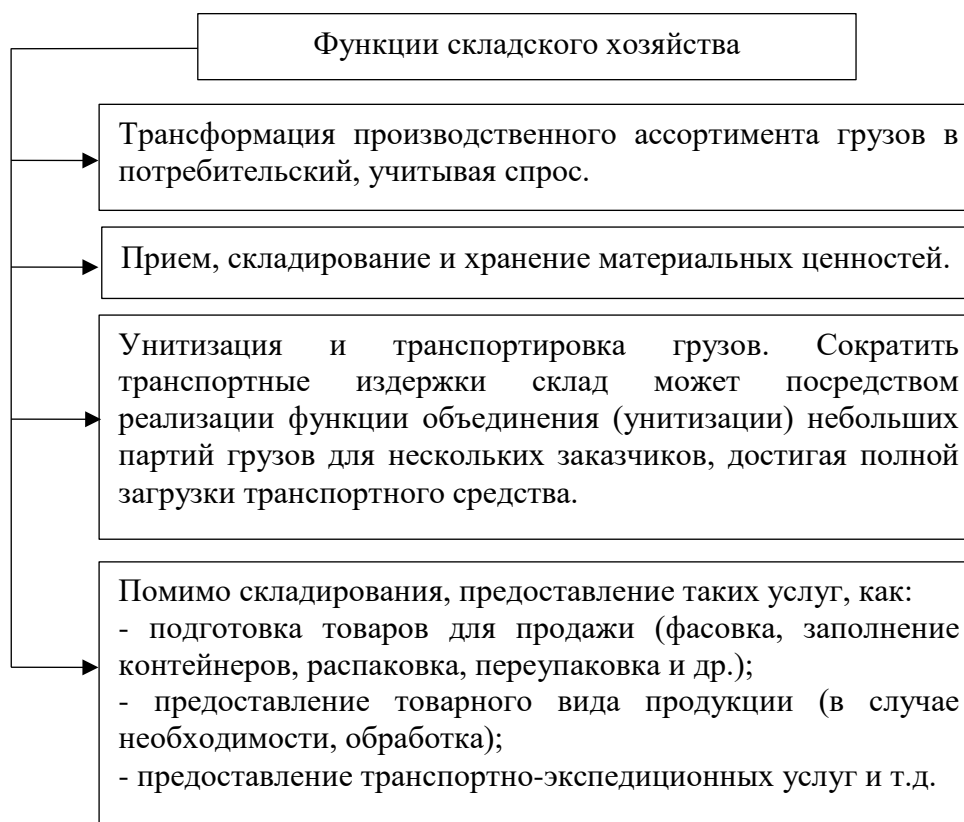 Функции складского хозяйства
Трансформация производственного ассортимента грузов в
потребительский, учитывая спрос.
Прием, складирование и хранение материальных ценностей.
Унитизация и транспортировка грузов. Сократить
транспортные издержки склад может посредством
реализации функции объединения (унитизации) небольших
партий грузов для нескольких заказчиков, достигая полной
загрузки транспортного средства.
Помимо складирования, предоставление таких услуг, как:
- подготовка товаров для продажи (фасовка, заполнение
контейнеров, распаковка, переупаковка и др.);
- предоставление товарного вида продукции (в случае
необходимости, обработка);
- предоставление транспортно-экспедиционных услуг и т.д.